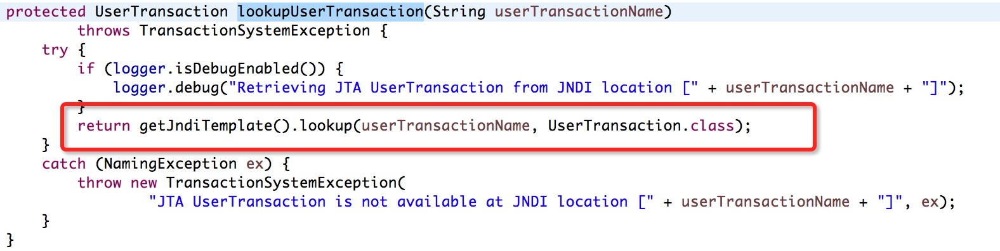 protected UserTransaction lookupUserTransaction(String userTransactionName)
        throws TransactionSystemException {
    try {
        if (logger.isDebugEnabled()) {
            logger.debug("Retrieving JTA UserTransaction from JNDI location [" + userTransactionName + "]");
        }
        return getJndiTemplate().lookup(userTransactionName, UserTransaction.class);
    }
    catch (NamingException ex) {
        throw new TransactionSystemException(
                "JTA UserTransaction is not available at JNDI location [" + userTransactionName + "]", ex);
    }
}